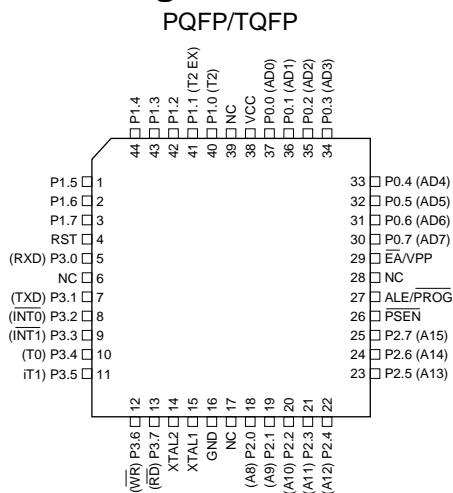 PQFP/TQFP
P1.4
P1.3
P1.2
P1.1 (T2 EX)
P1.0 (T2)
NC
VCC
P0.0 (AD0)
P0.1 (AD1)
P0.2 (AD2)
P0.3 (AD3)
44
43
42
41
40
39
38
37
36
35
34
P1.5 1
P1.6 2
P1.7 3
RST 4
(RXD) P3.0 5
NC 6
(TXD) P3.1 7
(INT0) P3.2 8
(INT1) P3.3 9
(T0) P3.4 10
iT1) P3.5 11
33 P0.4 (AD4)
32 P0.5 (AD5)
31 P0.6 (AD6)
30 P0.7 (AD7)
29 EA/VPP
28 NC
27 ALE/PROG
26 PSEN
25 P2.7 (A15)
24 P2.6 (A14)
23 P2.5 (A13)
12
13
14
15
16
17
18
19
20
21
22
(WR) P3.6
(RD) P3.7
XTAL2
XTAL1
GND
NC
(A8) P2.0
(A9) P2.1
(A10) P2.2
(A11) P2.3
(A12) P2.4